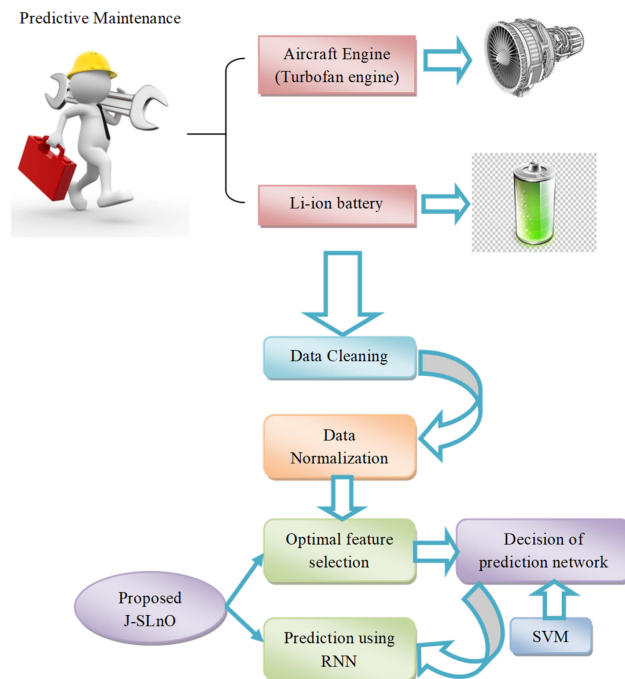 Predictive Maintenance
Aircraft Engine
(Turbofan engine)
Li-ion battery
Data Cleaning
Data
Normalization
Optimal feature
selection
Decision of
prediction network
Proposed
J-SLnO
Prediction using
RNN
SVM